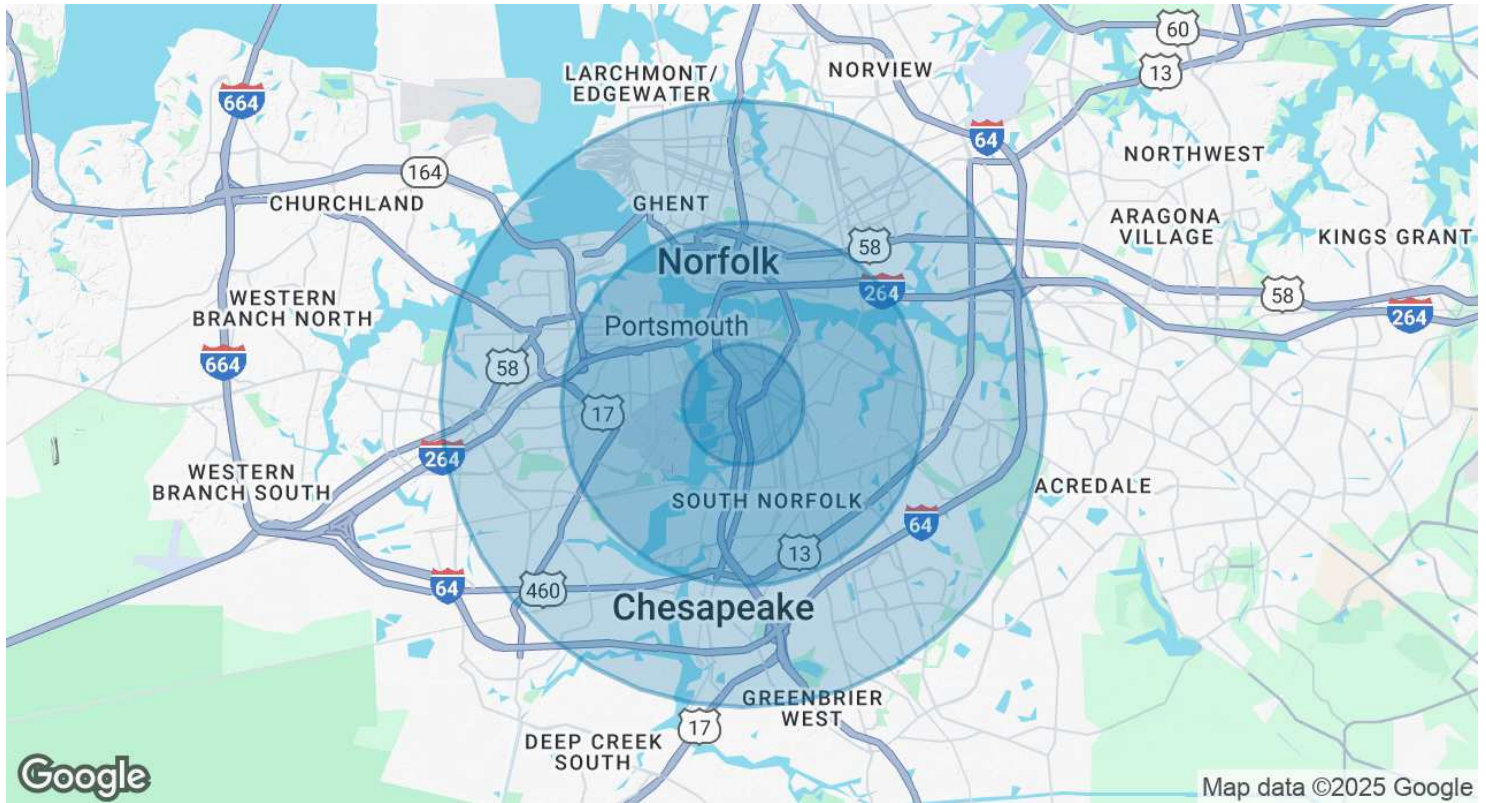 60
13
LARCHMONT/
EDGEWATER
NORVIEW
664
64
NORTHWEST
164
CHURCHLAND
GHENT
ARAGONA
VILLAGE
KINGS GRANT
58
Norfolk
264
58
264
WESTERN
BRANCH NORTH
Portsmouth
664
58
17
264
WESTERN
BRANCH SOUTH
SOUTH NORFOLK
ACREDALE
64
13
64
460
Chesapeake
GREENBRIER
WEST
17
DEEP CREEK
SOUTH
Google
Map data ©2025 Google